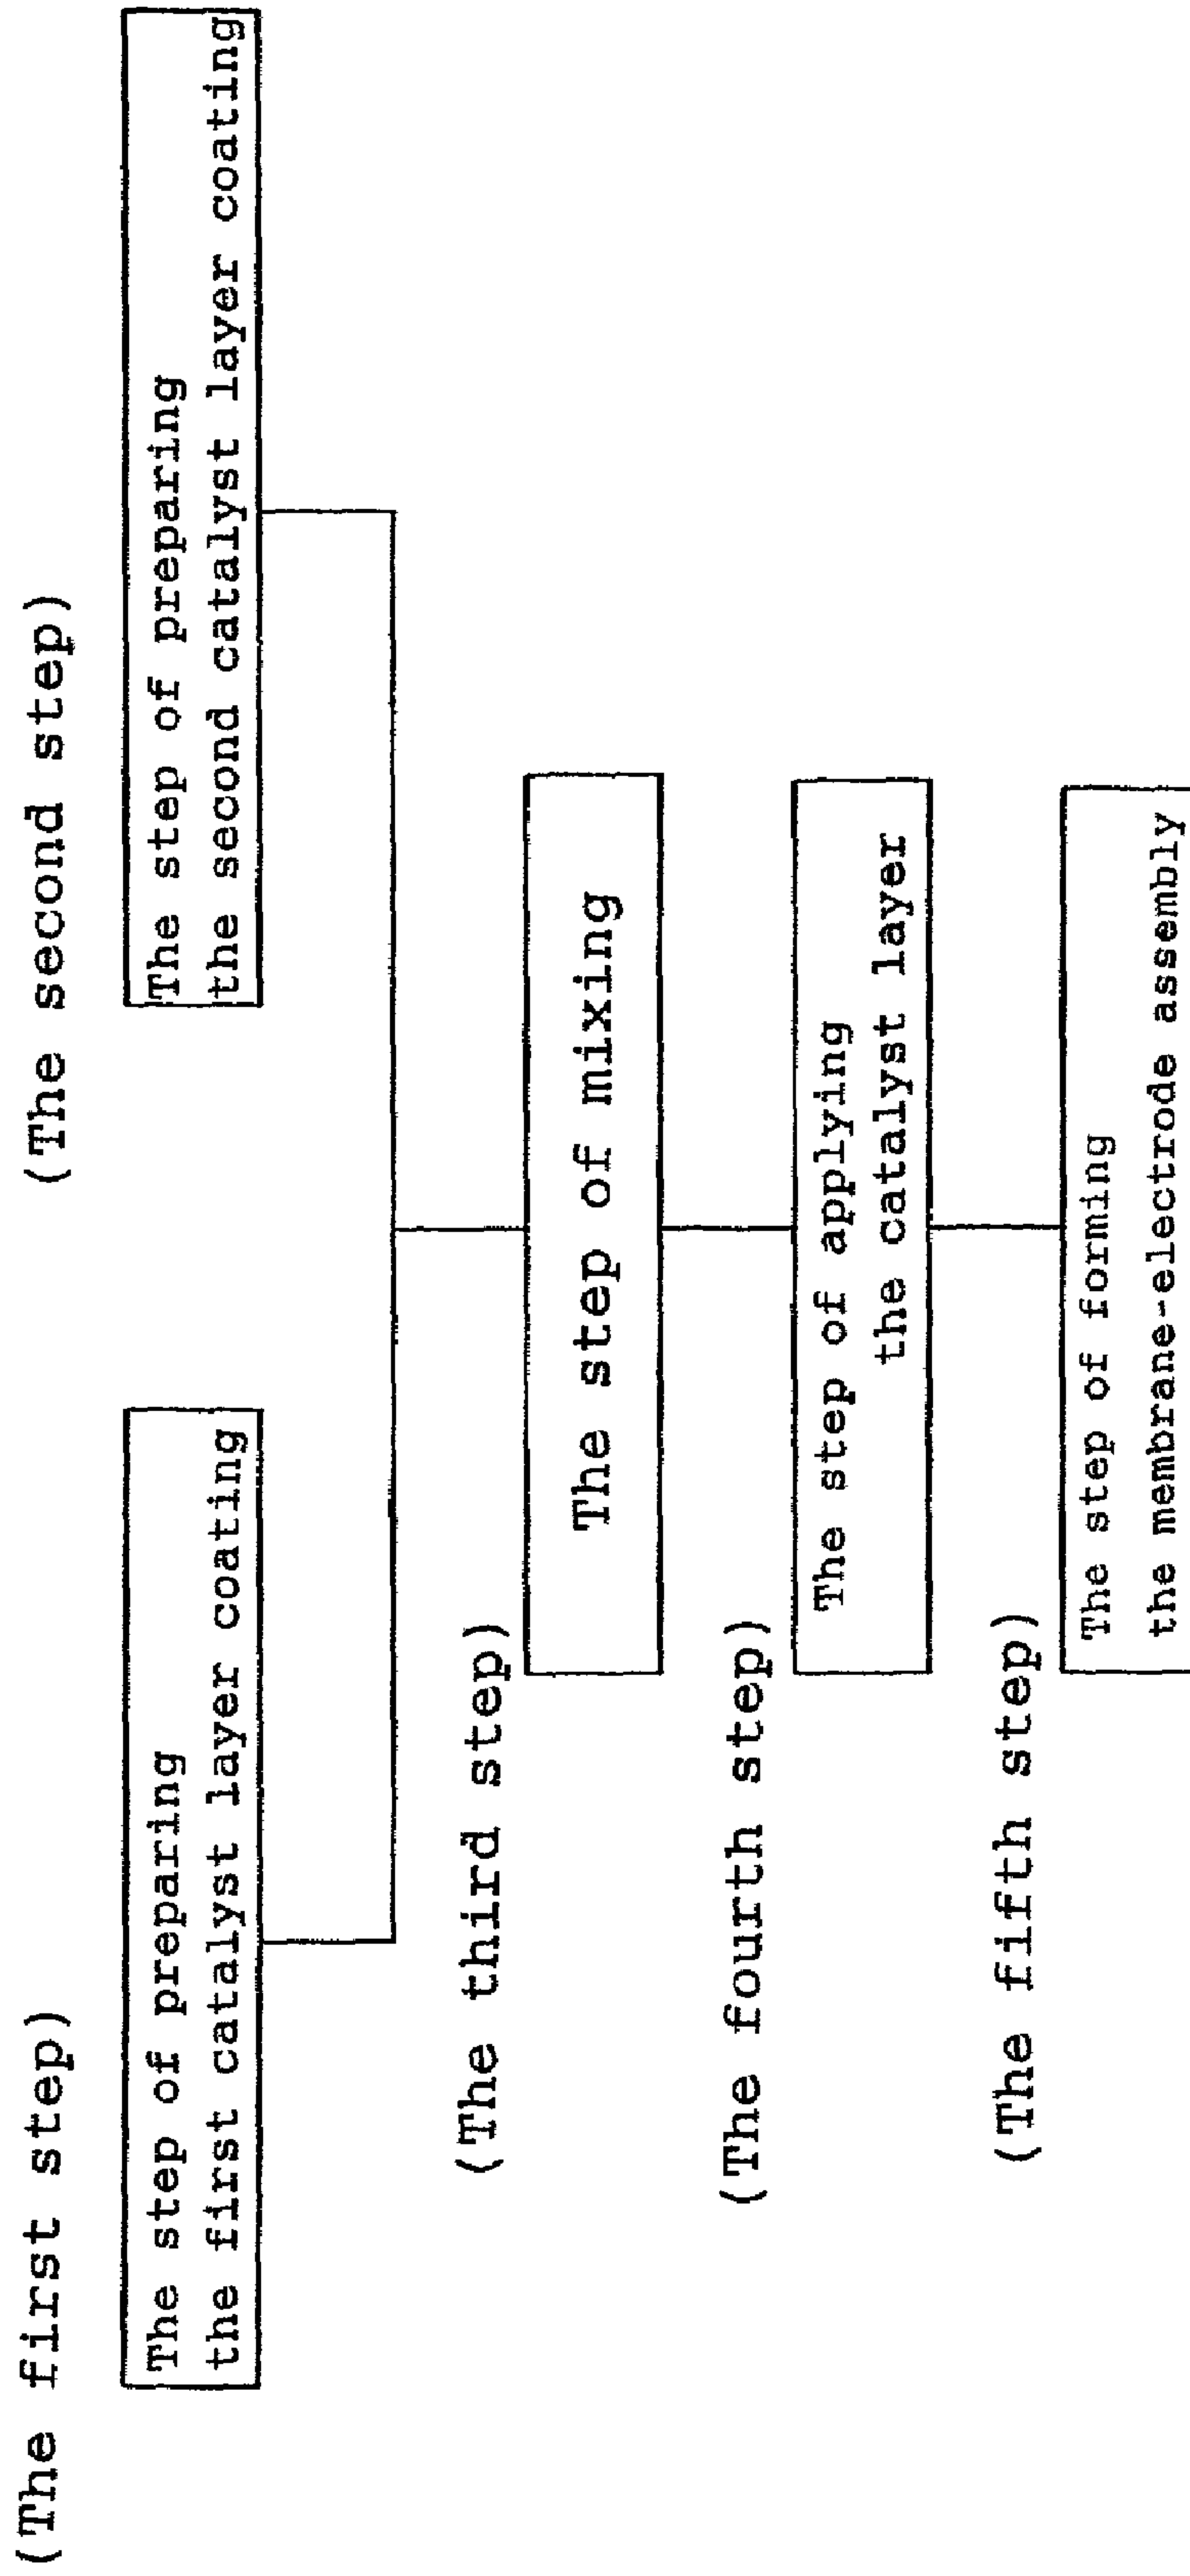 (The first step)
The step of preparing
the first catalyst layer coating
(The second step)
The step of preparing
the second catalyst layer coating
(The third step)
The step of mixing
(The fourth step)
The step of applying
the catalyst layer
(The fifth step)
The step of forming
the membrane-electrode assembly